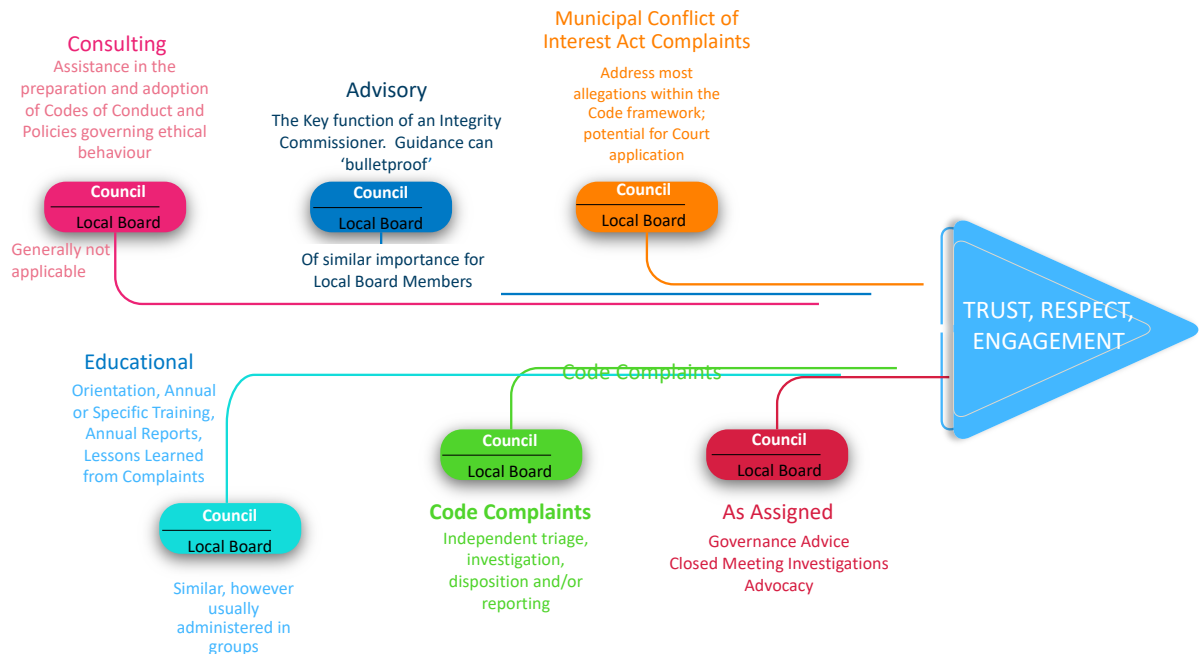 Consulting
Assistance in the
preparation and adoption
of Codes of Conduct and
Policies governing ethical
behaviour
Council
Local Board
Generally not
applicable
Advisory
The Key function of an Integrity
Commissioner.  Guidance can
‘bulletproof’
Council
Local Board
Of similar importance for
Local Board Members
Municipal Conflict of
Interest Act Complaints
Address most
allegations within the
Code framework;
potential for Court
application
Council
Local Board
TRUST, RESPECT,
ENGAGEMENT
Educational
Orientation, Annual
or Specific Training,
Annual Reports,
Lessons Learned
from Complaints
Council
Local Board
Similar, however
usually
administered in
groups
Code Complaints
Council
Local Board
Code Complaints
Independent triage,
investigation,
disposition and/or
reporting
Council
Local Board
As Assigned
Governance Advice
Closed Meeting Investigations
Advocacy